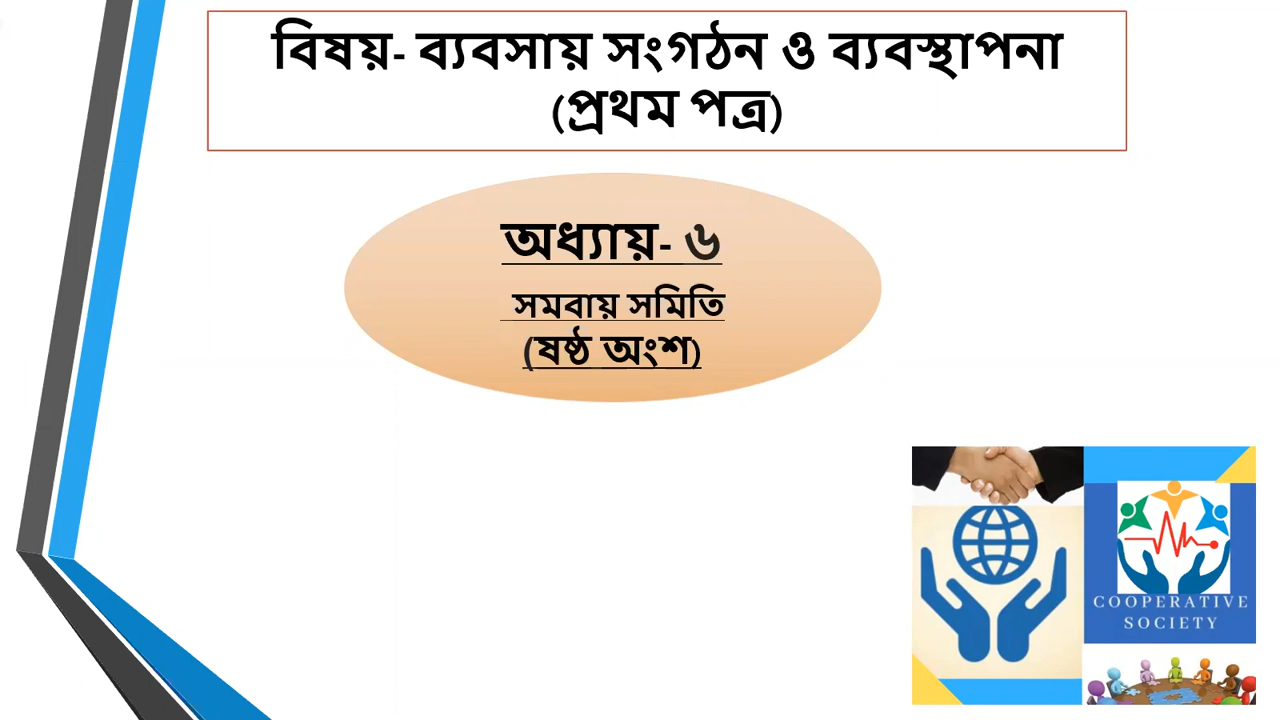 বিষয়- ব্যবসায় সংগঠন ও ব্যবস্থাপনা
(প্রথম পত্র)
অধ্যায়- ৬
সমবায় সমিতি
(ষষ্ঠ অংশ)
COOPERATIVE
SOCIETY